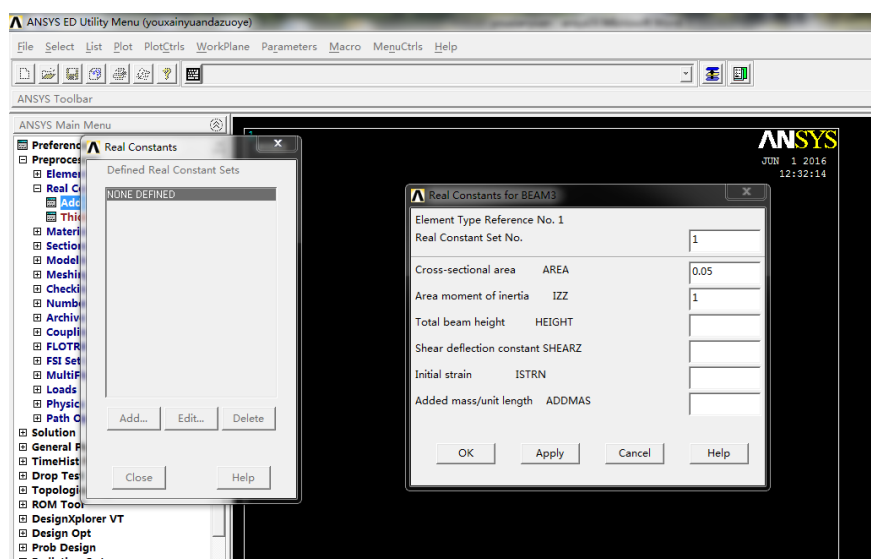 ANSYS ED Utility Menu (youxainyuandazuoye)
File Select List Plot PlotCtrls WorkPlane Parameters Macro MenuCtrls Help
ANSYS Toolbar
ANSYS Main Menu
Preferenc
Preproces
Elemen
Real Co
Add
Thic
Materi
Section
Model
Meshi
Checki
Numbe
Archiv
Coupli
FLOTR
FSI Set
MultiF
Loads
Physic
Path O
Solution
General P
TimeHist
Drop Tes
Topologi
ROM Tool
DesignXplorer VT
Design Opt
Prob Design
Real Constants
x
Defined Real Constant Sets
NONE DEFINED
Add... Edit... Delete
Close Help
1
ANSYS
JUN 1 2016
12:32:14
Real Constants for BEAM3
x
Element Type Reference No. 1
Real Constant Set No. 1
Cross-sectional area AREA 0.05
Area moment of inertia IZZ 1
Total beam height HEIGHT
Shear deflection constant SHEARZ
Initial strain ISTRN
Added mass/unit length ADDMAS
OK Apply Cancel Help